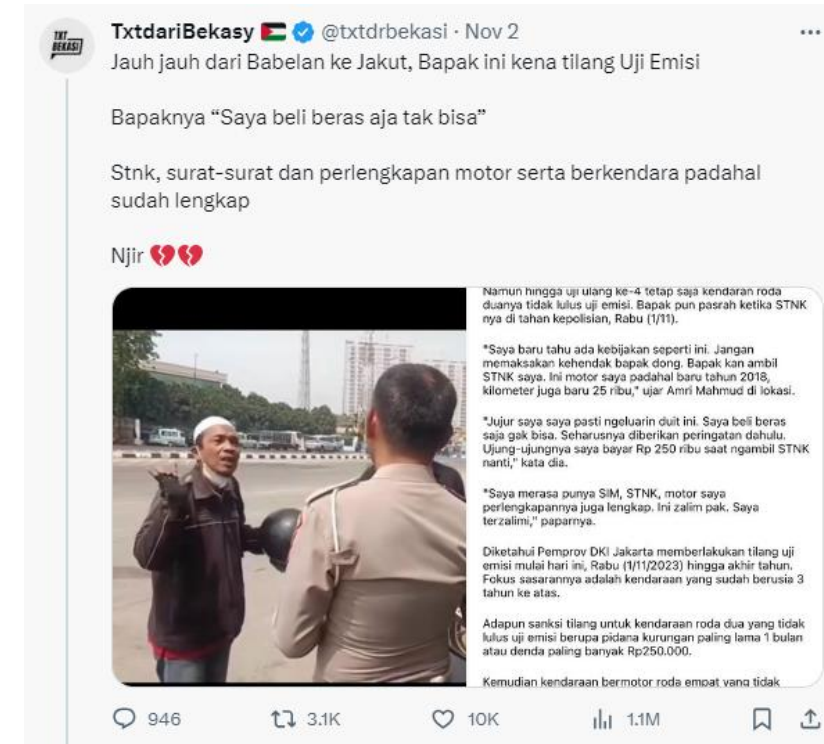 TXT
BEKASI
TxtdariBekasy @txtdrbekasi · Nov 2
Jauh jauh dari Babelan ke Jakut, Bapak ini kena tilang Uji Emisi
Bapaknya “Saya beli beras aja tak bisa”
Stnk, surat-surat dan perlengkapan motor serta berkendara padahal
sudah lengkap
Njir
Namun hingga uji ulang ke-4 tetap saja kendaran roda
duanya tidak lulus uji emisi. Bapak pun pasrah ketika STNK
nya di tahan kepolisian, Rabu (1/11).
"Saya baru tahu ada kebijakan seperti ini. Jangan
memaksakan kehendak bapak dong. Bapak kan ambil
STNK saya. Ini motor saya padahal baru tahun 2018,
kilometer juga baru 25 ribu," ujar Amri Mahmud di lokasi.
"Jujur saya saya pasti ngeluarin duit ini. Saya beli beras
saja gak bisa. Seharusnya diberikan peringatan dahulu.
Ujung-ujungnya saya bayar Rp 250 ribu saat ngambil STNK
nanti," kata dia.
"Saya merasa punya SIM, STNK, motor saya
perlengkapannya juga lengkap. Ini zalim pak. Saya
terzalimi," paparnya.
Diketahui Pemprov DKI Jakarta memberlakukan tilang uji
emisi mulai hari ini, Rabu (1/11/2023) hingga akhir tahun.
Fokus sasarannya adalah kendaraan yang sudah berusia 3
tahun ke atas.
Adapun sanksi tilang untuk kendaraan roda dua yang tidak
lulus uji emisi berupa pidana kurungan paling lama 1 bulan
atau denda paling banyak Rp250.000.
Kemudian kendaraan bermotor roda empat yang tidak
946 3.1K 10K 1.1M